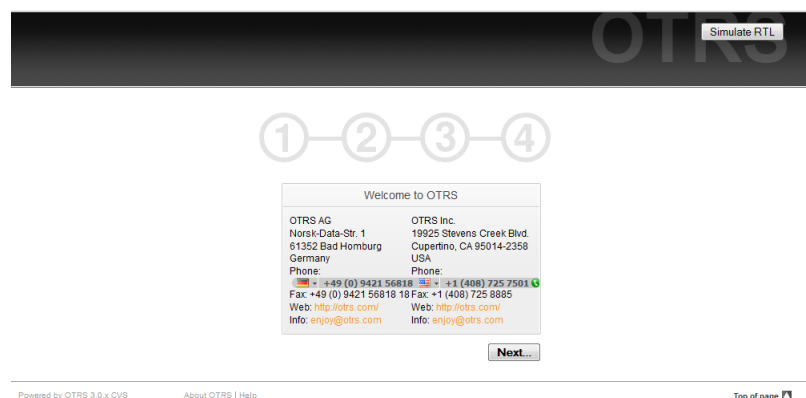 OTRS
Simulate RTL
1 2 3 4
Welcome to OTRS
OTRS AG
Norsk-Data-Str. 1
61352 Bad Homburg
Germany
Phone:
+49 (0) 9421 56818
Fax: +49 (0) 9421 56818 18
Web: http://otrs.com/
Info: enjoy@otrs.com
OTRS Inc.
19925 Stevens Creek Blvd.
Cupertino, CA 95014-2358
USA
Phone:
+1 (408) 725 7501
Fax: +1 (408) 725 8885
Web: http://otrs.com/
Info: enjoy@otrs.com
Next...
Powered by OTRS 3.0.x CVS
About OTRS | Help
Top of page